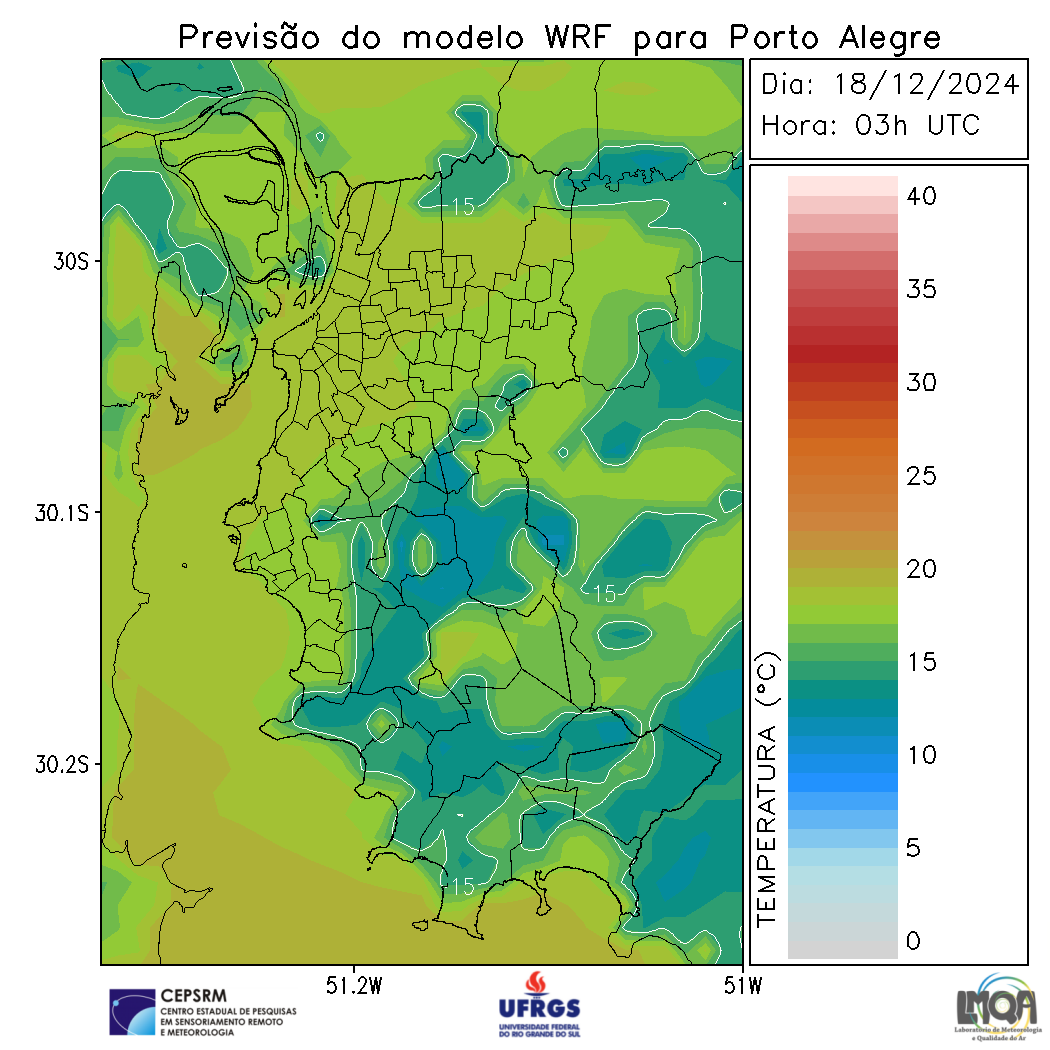 Previsão do modelo WRF para Porto Alegre
Dia: 18/12/2024
Hora: 03h UTC
30S
30.1S
30.2S
51.2W
51W
15
15
15
TEMPERATURA (°C)
40
35
30
25
20
15
10
5
0
CEPSRM
CENTRO ESTADUAL DE PESQUISAS
EM SENSORIAMENTO REMOTO
E METEOROLOGIA
UFRGS
UNIVERSIDADE FEDERAL
DO RIO GRANDE DO SUL
LMQA
Laboratório de Meteorologia
e Qualidade do Ar